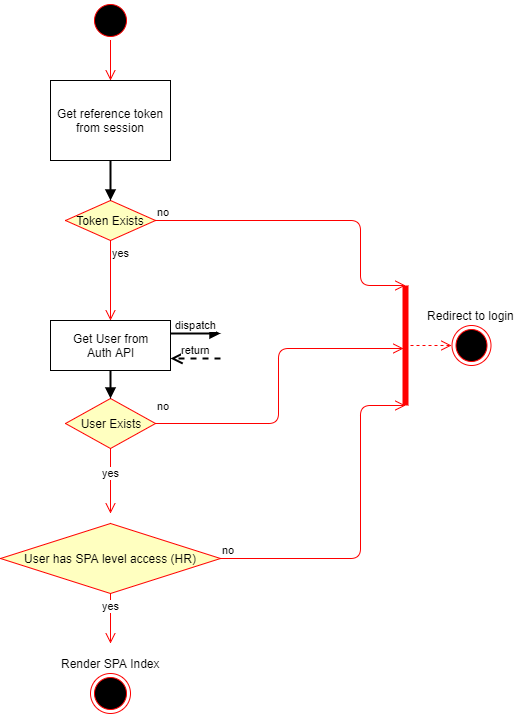 Get reference token
from session
Token Exists
no
yes
Get User from
Auth API
dispatch
return
Redirect to login
User Exists
no
yes
User has SPA level access (HR)
no
yes
Render SPA Index